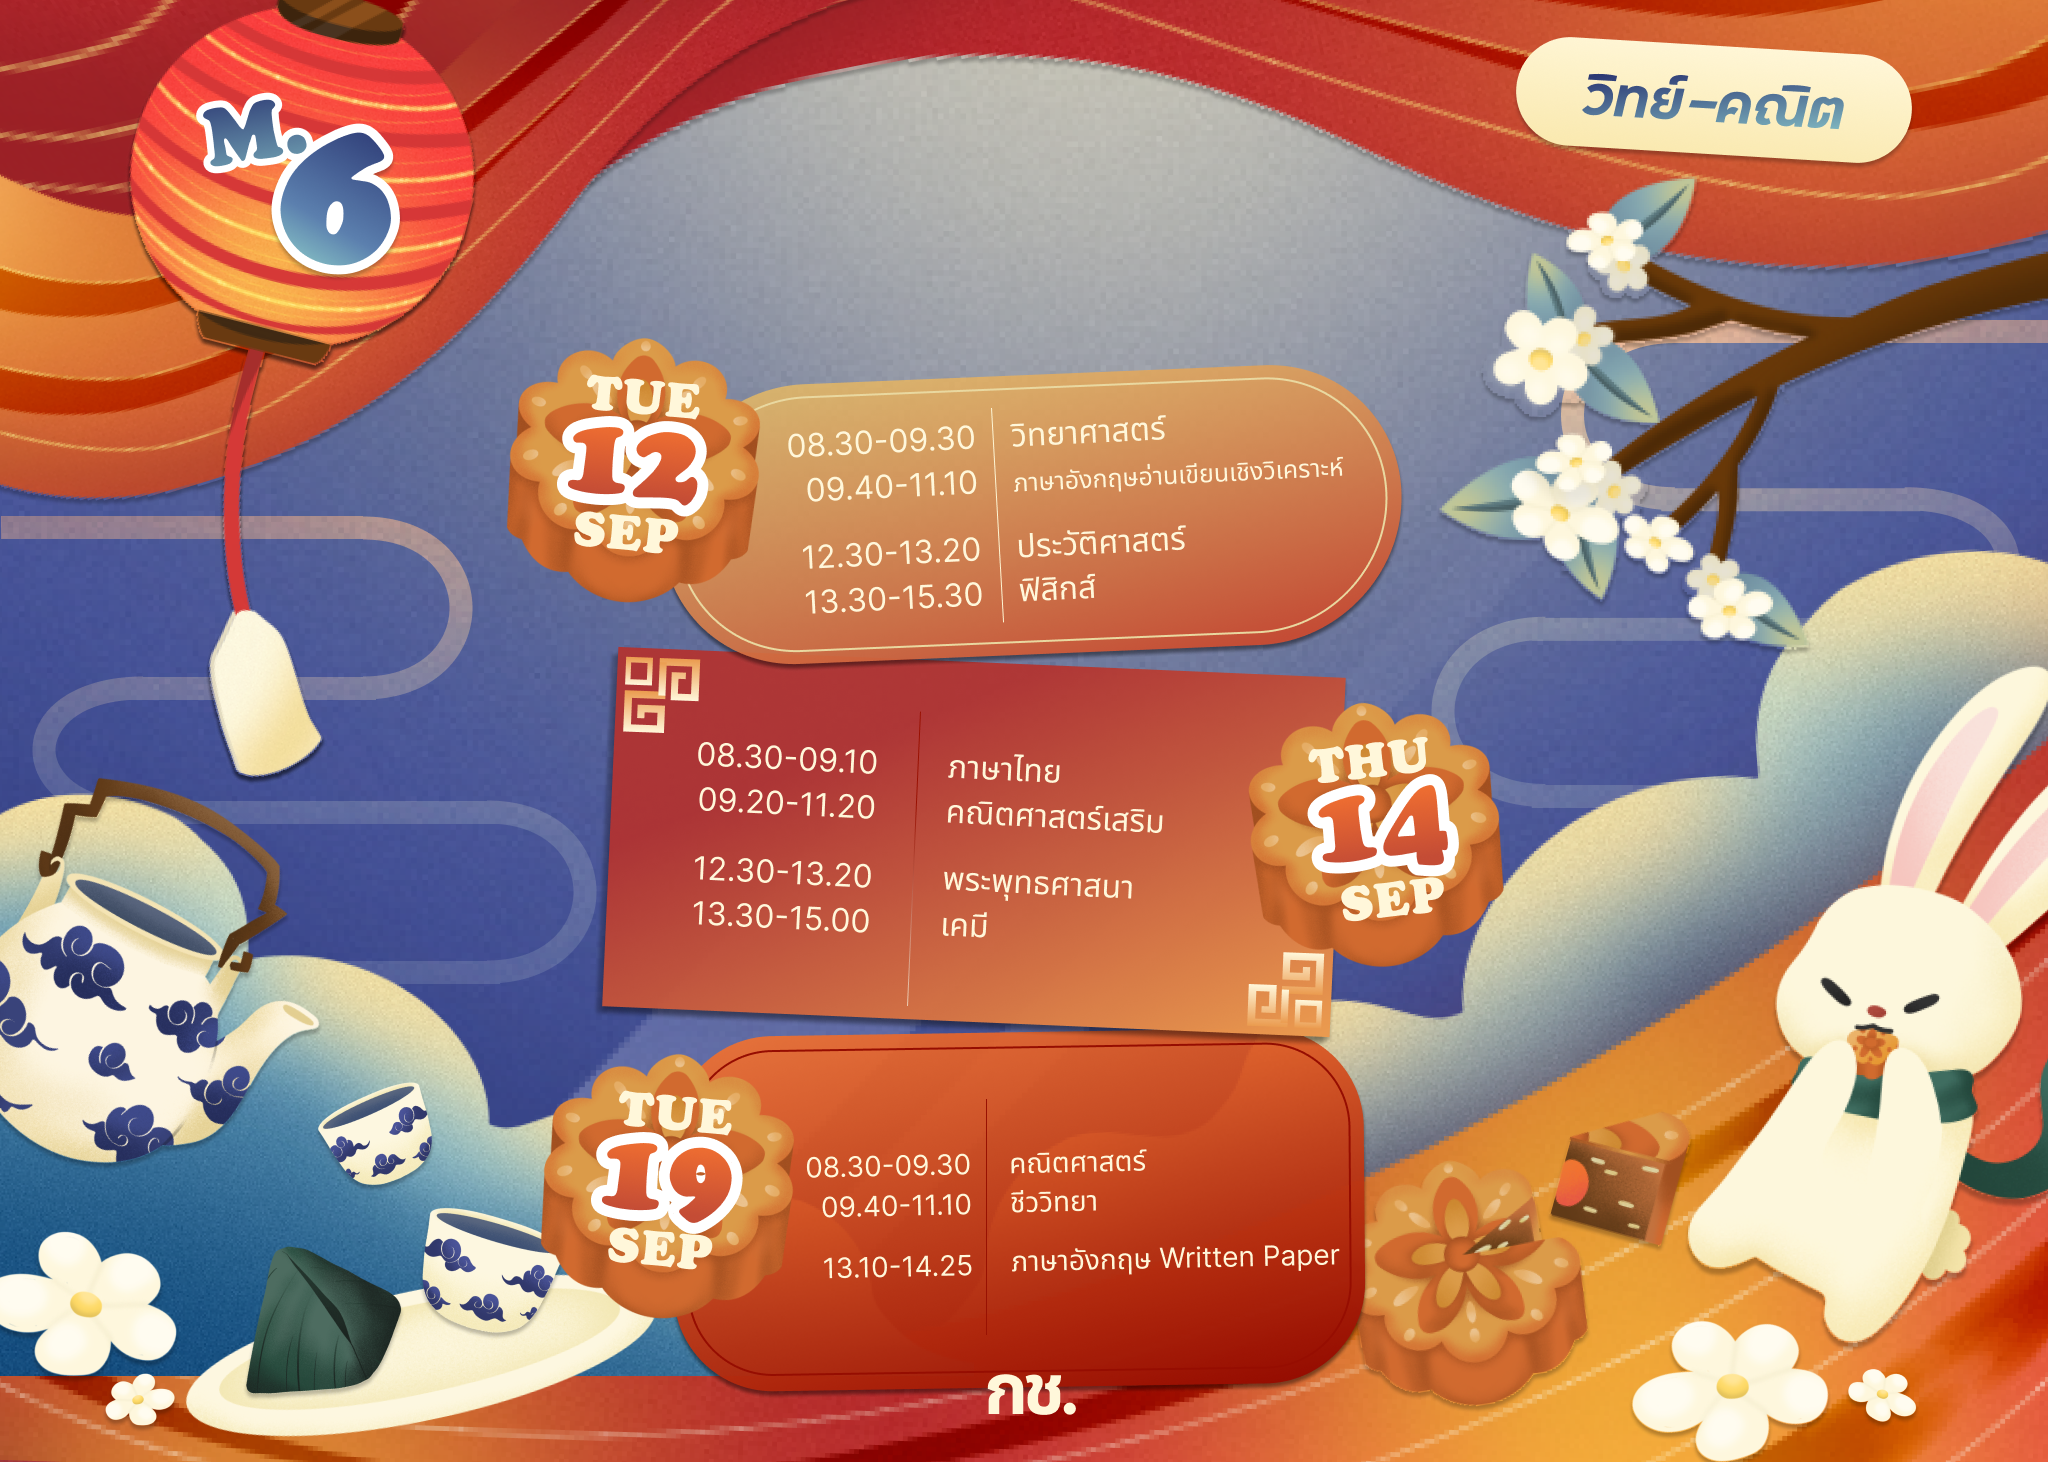 M.6
วิทย์-คณิต
TUE
12
SEP
08.30-09.30 วิทยาศาสตร์
09.40-11.10 ภาษาอังกฤษอ่านเขียนเชิงวิเคราะห์
12.30-13.20 ประวัติศาสตร์
13.30-15.30 ฟิสิกส์
08.30-09.10 ภาษาไทย
09.20-11.20 คณิตศาสตร์เสริม
12.30-13.20 พระพุทธศาสนา
13.30-15.00 เคมี
THU
14
SEP
TUE
19
SEP
08.30-09.30 คณิตศาสตร์
09.40-11.10 ชีววิทยา
13.10-14.25 ภาษาอังกฤษ Written Paper
กช.